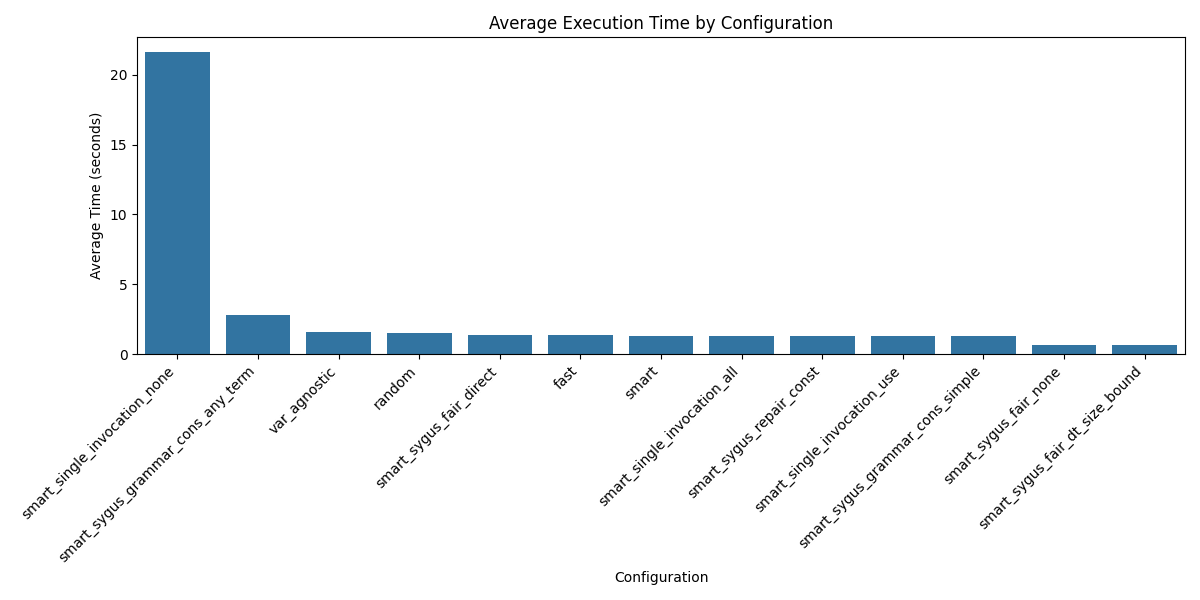 Average Execution Time by Configuration
Average Time (seconds)
20
15
10
5
0
smart_single_invocation_none
smart_sygus_grammar_cons_any_term
var_agnostic
random
smart_sygus_fair_direct
fast
smart
smart_single_invocation_all
smart_sygus_repair_const
smart_single_invocation_use
smart_sygus_grammar_cons_simple
smart_sygus_fair_none
smart_sygus_fair_dt_size_bound
Configuration